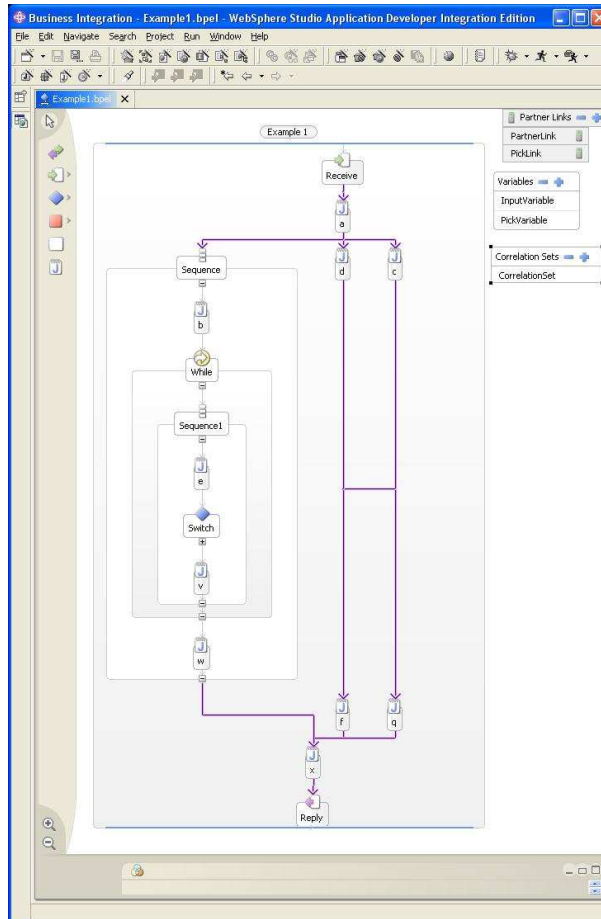 Business Integration - Example1.bpel - WebSphere Studio Application Developer Integration Edition
File Edit Navigate Search Project Run Window Help
Example1.bpel
Example 1
Partner Links
PartnerLink
PickLink
Variables
InputVariable
PickVariable
Correlation Sets
CorrelationSet
Receive
a
Sequence
d
c
b
While
Sequence1
e
Switch
v
w
f
q
x
Reply